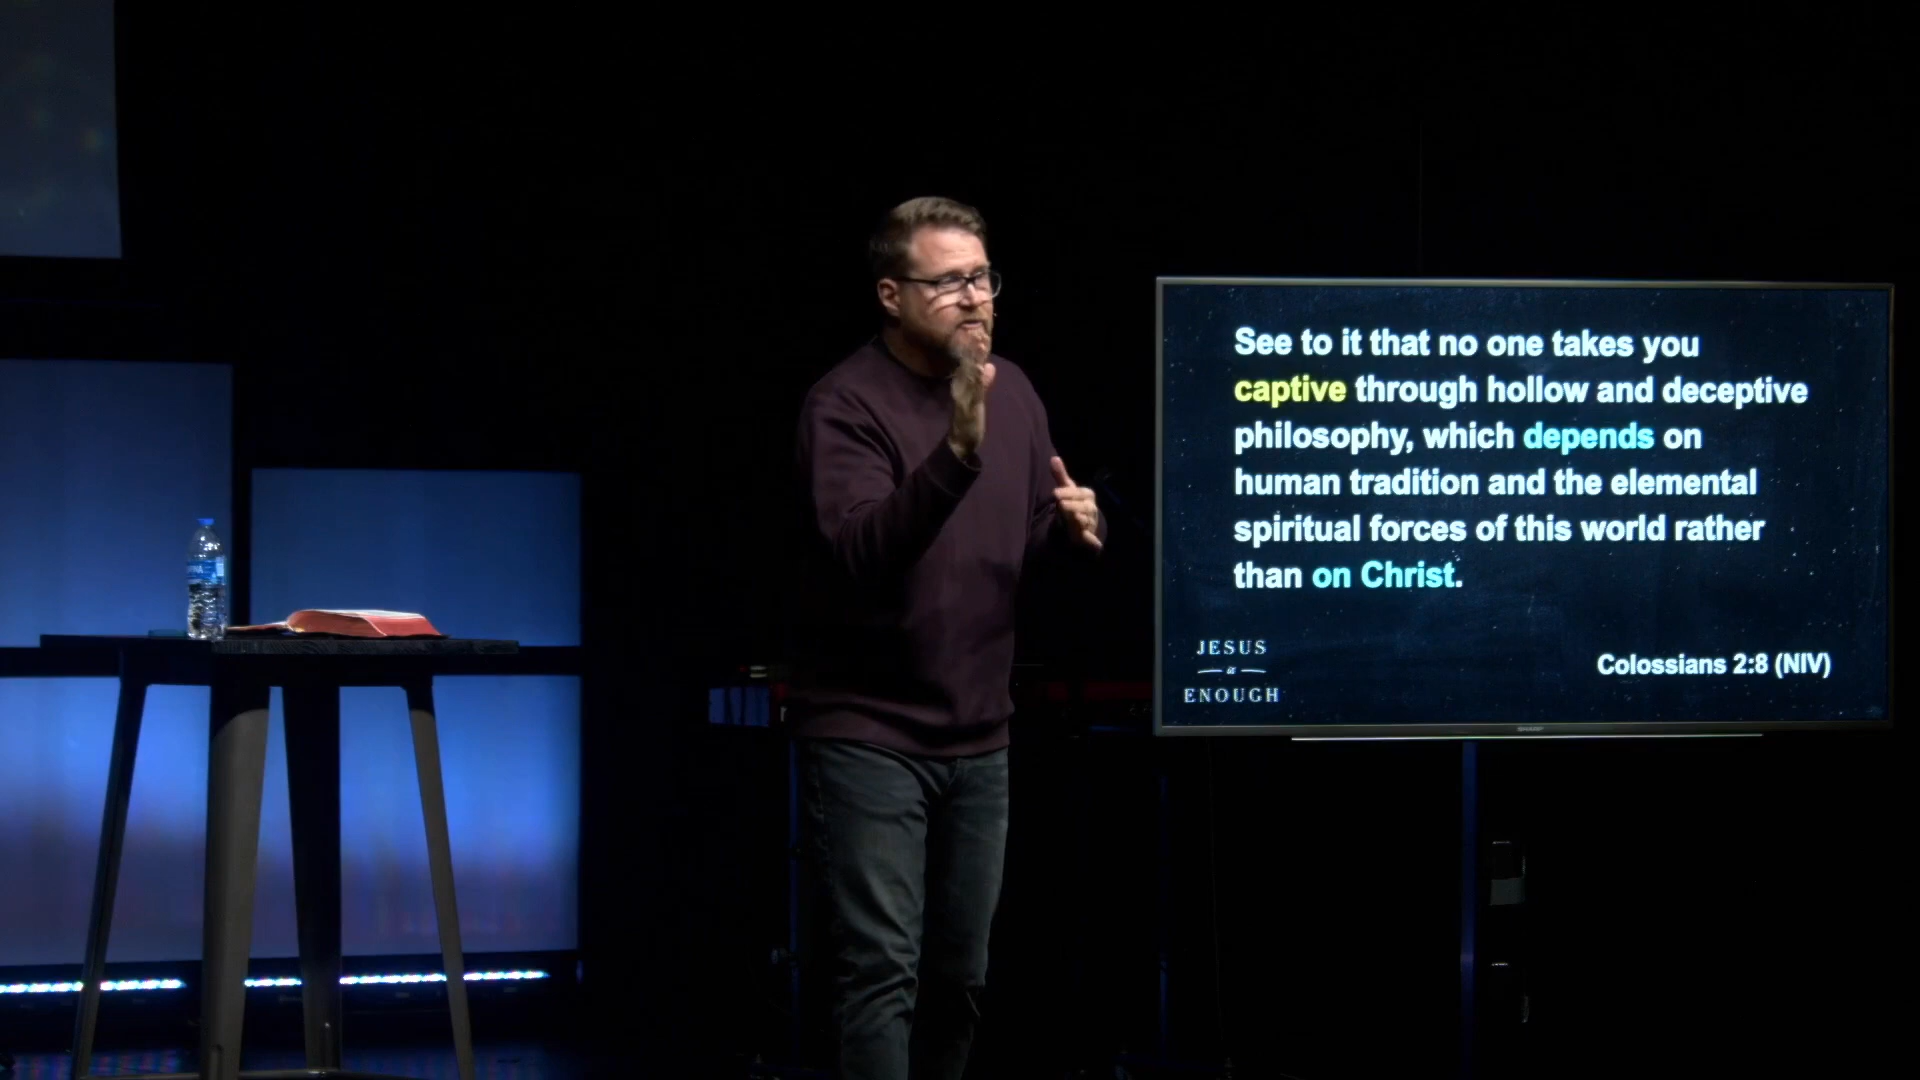 See to it that no one takes you
captive through hollow and deceptive
philosophy, which depends on
human tradition and the elemental
spiritual forces of this world rather
than on Christ.
JESUS
is
ENOUGH
Colossians 2:8 (NIV)
SHARP